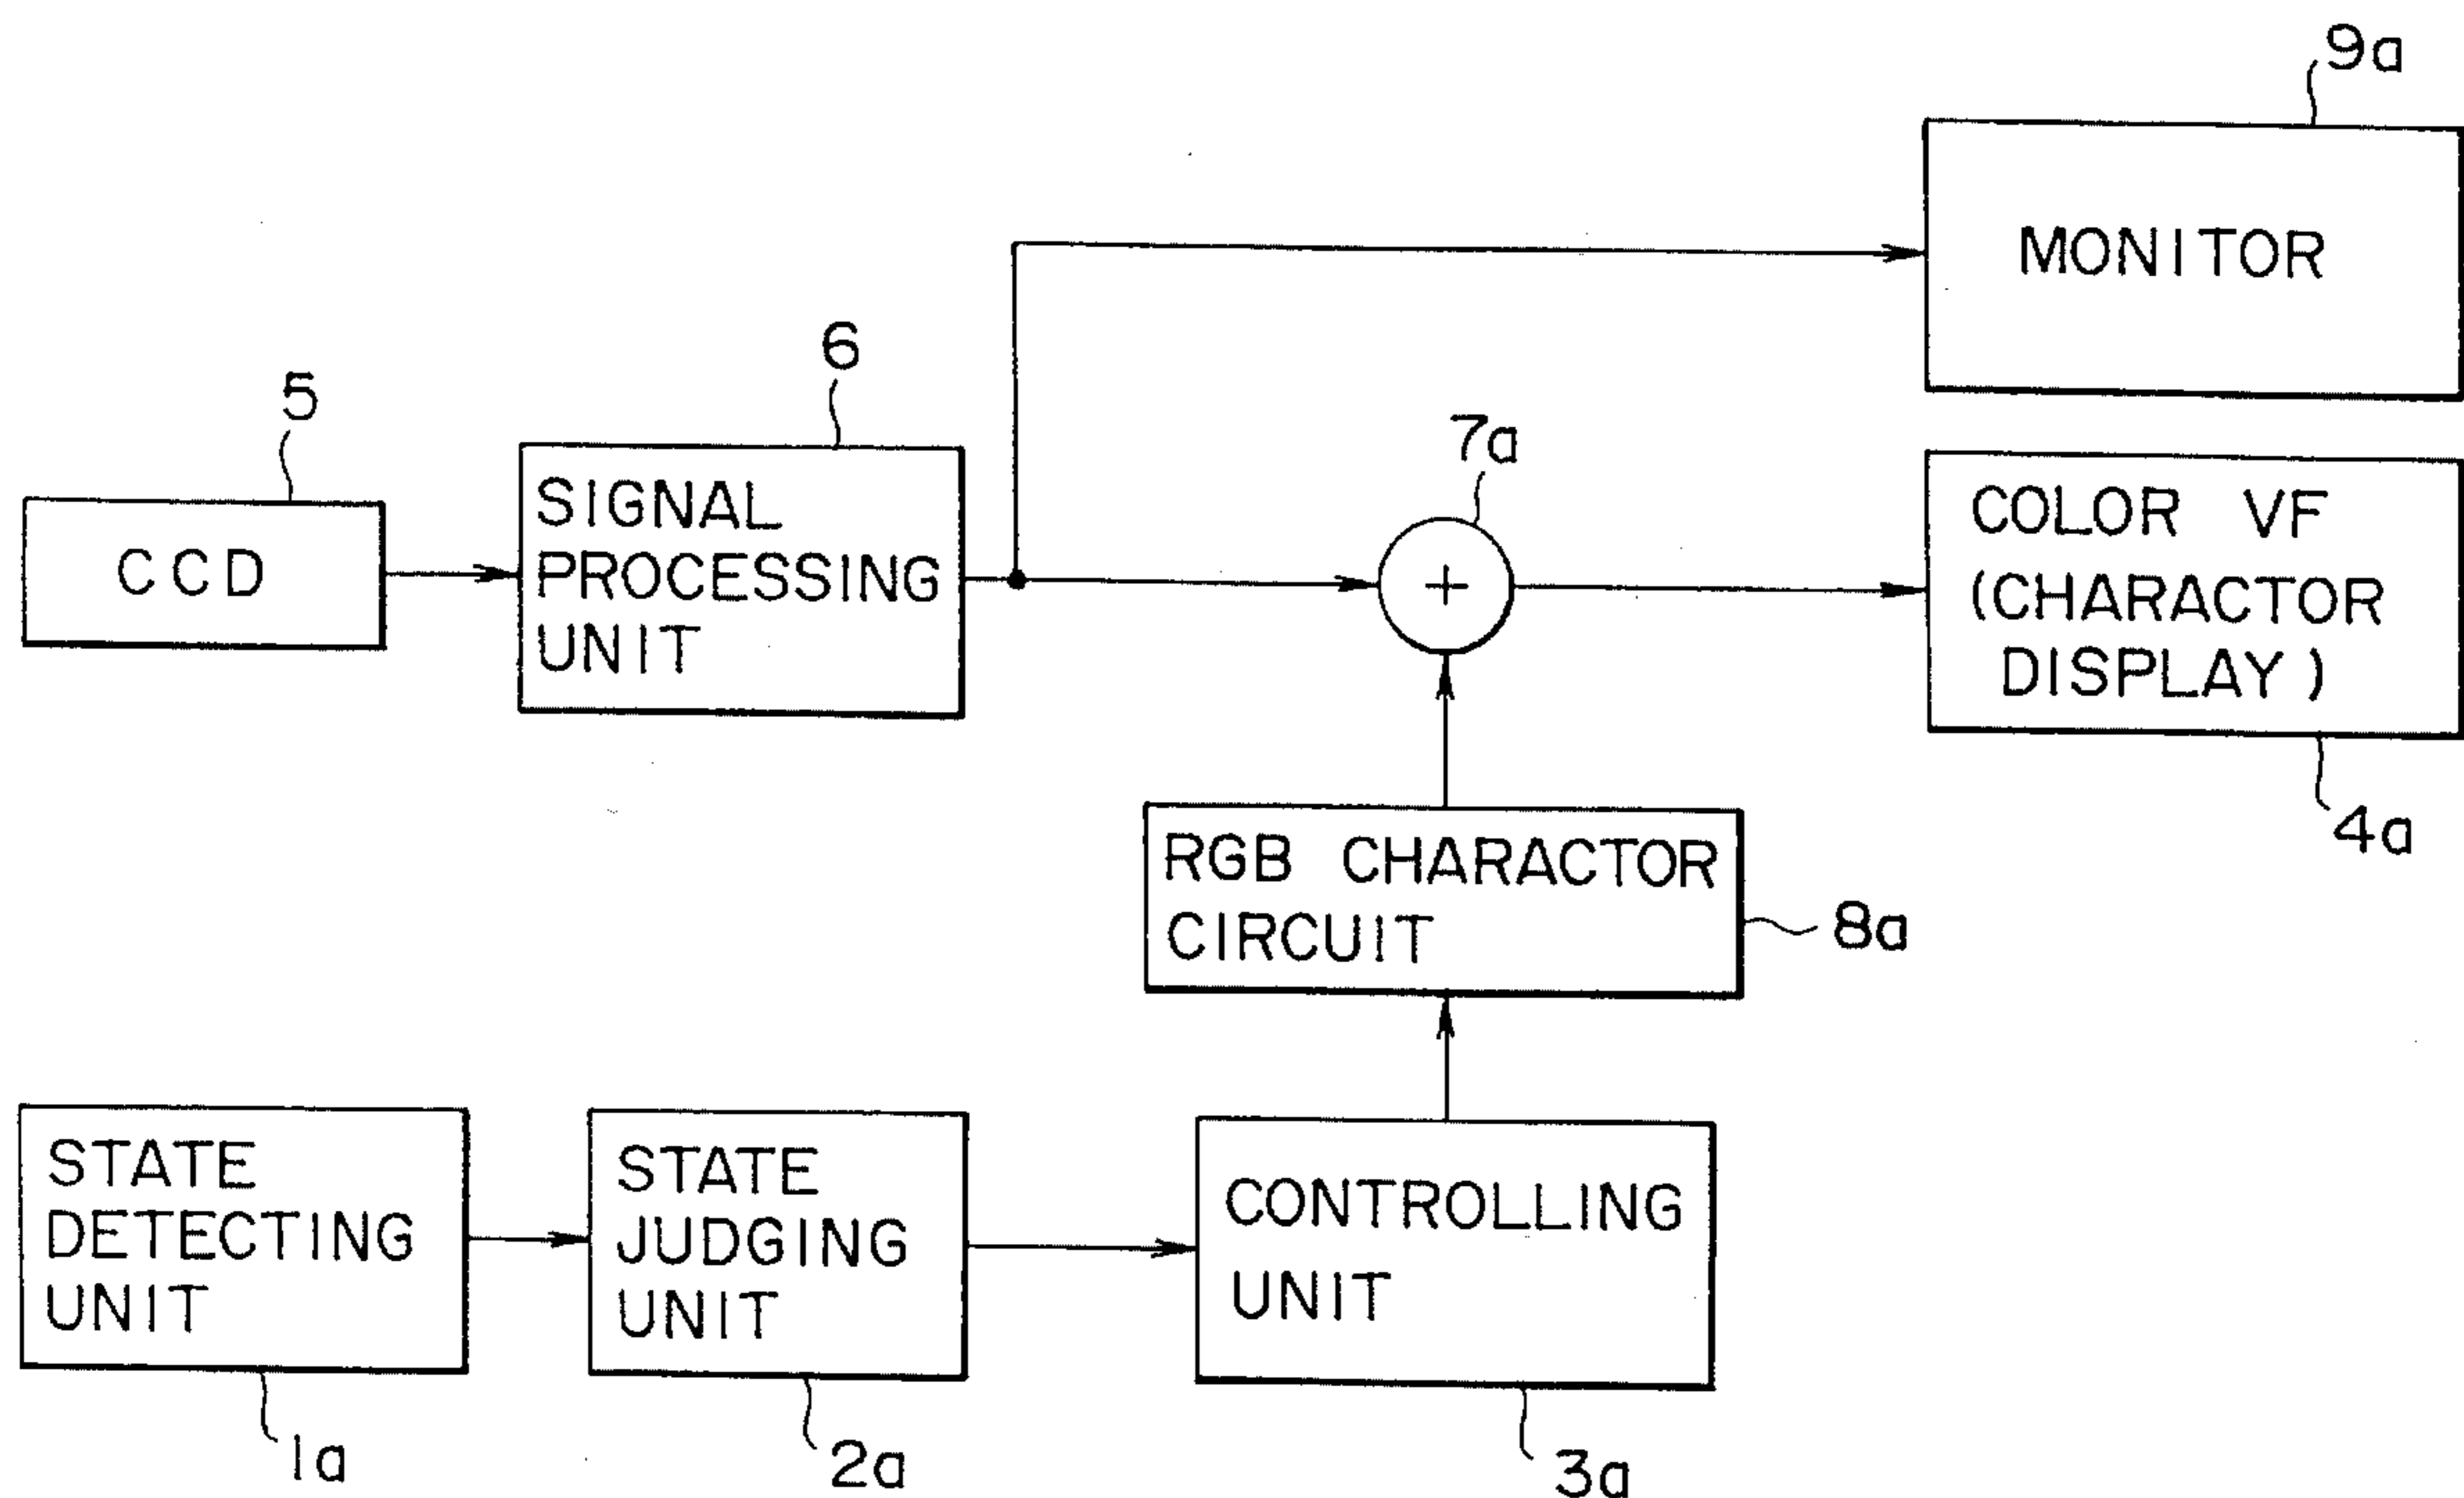 9a
MONITOR
5
6
7a
CCD
SIGNAL
PROCESSING
UNIT
+
COLOR VF
(CHARACTOR
DISPLAY)
4a
RGB CHARACTOR
CIRCUIT
8a
STATE
DETECTING
UNIT
1a
STATE
JUDGING
UNIT
2a
CONTROLLING
UNIT
3a